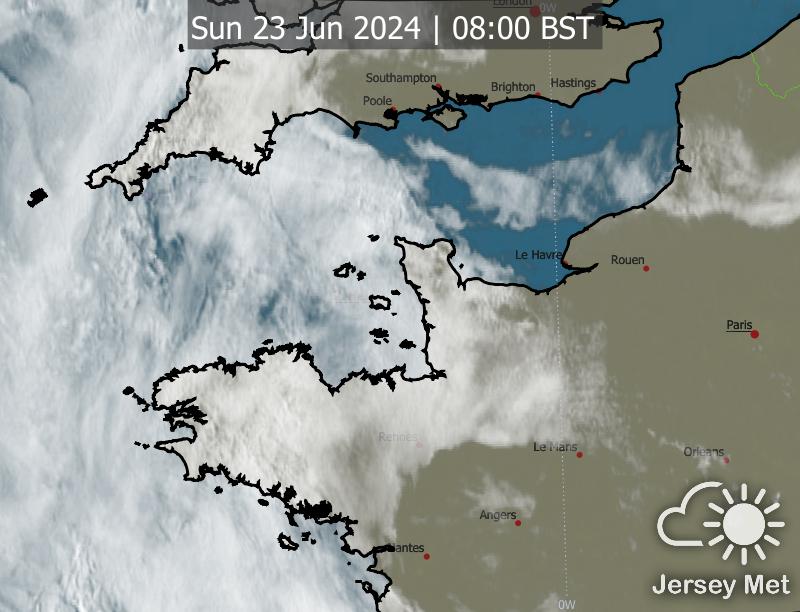 London
0W
Sun 23 Jun 2024 | 08:00 BST
Southampton
Brighton
Hastings
Poole
Le Havre
Rouen
Paris
Rennes
Le Mans
Orleans
Angers
Nantes
0W
Jersey Met